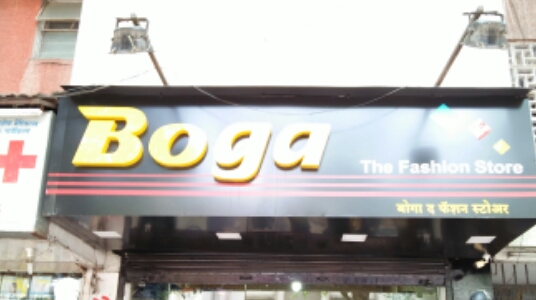 Boga
The Fashion Store
बोगा द फॅशन स्टोअर